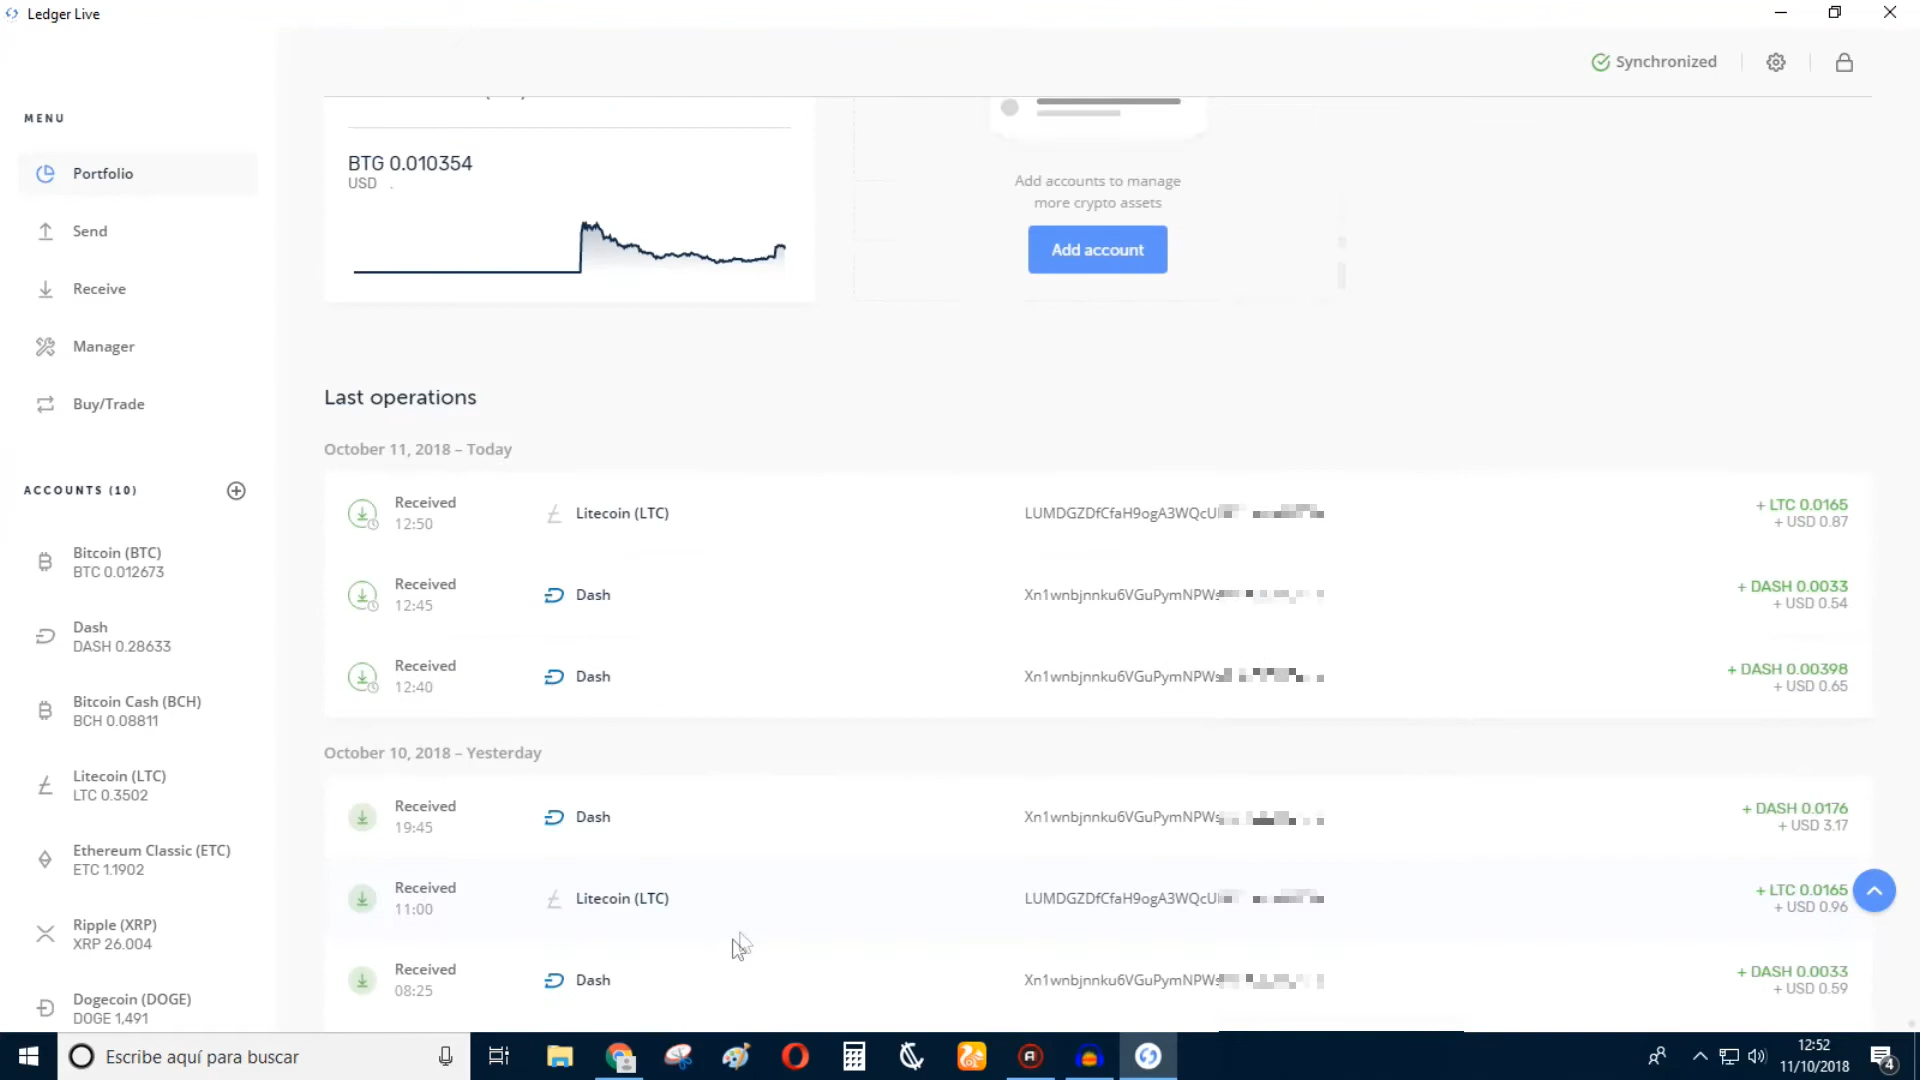 Ledger Live
Synchronized
MENU
Portfolio
Send
Receive
Manager
Buy/Trade
ACCOUNTS (10)
Bitcoin (BTC)
BTC 0.012673
Dash
DASH 0.28633
Bitcoin Cash (BCH)
BCH 0.08811
Litecoin (LTC)
LTC 0.3502
Ethereum Classic (ETC)
ETC 1.1902
Ripple (XRP)
XRP 26.004
Dogecoin (DOGE)
DOGE 1,491
BTG 0.010354
USD
Add accounts to manage
more crypto assets
Add account
Last operations
October 11, 2018 – Today
Received
12:50
Litecoin (LTC)
LUMDGZDfCfaH9ogA3WQcU
+ LTC 0.0165
+ USD 0.87
Received
12:45
Dash
Xn1wnbjnnku6VGuPymNPWs
+ DASH 0.0033
+ USD 0.54
Received
12:40
Dash
Xn1wnbjnnku6VGuPymNPWs
+ DASH 0.00398
+ USD 0.65
October 10, 2018 – Yesterday
Received
19:45
Dash
Xn1wnbjnnku6VGuPymNPWs
+ DASH 0.0176
+ USD 3.17
Received
11:00
Litecoin (LTC)
LUMDGZDfCfaH9ogA3WQcU
+ LTC 0.0165
+ USD 0.96
Received
08:25
Dash
Xn1wnbjnnku6VGuPymNPWs
+ DASH 0.0033
+ USD 0.59
Escribe aquí para buscar
12:52
11/10/2018
4